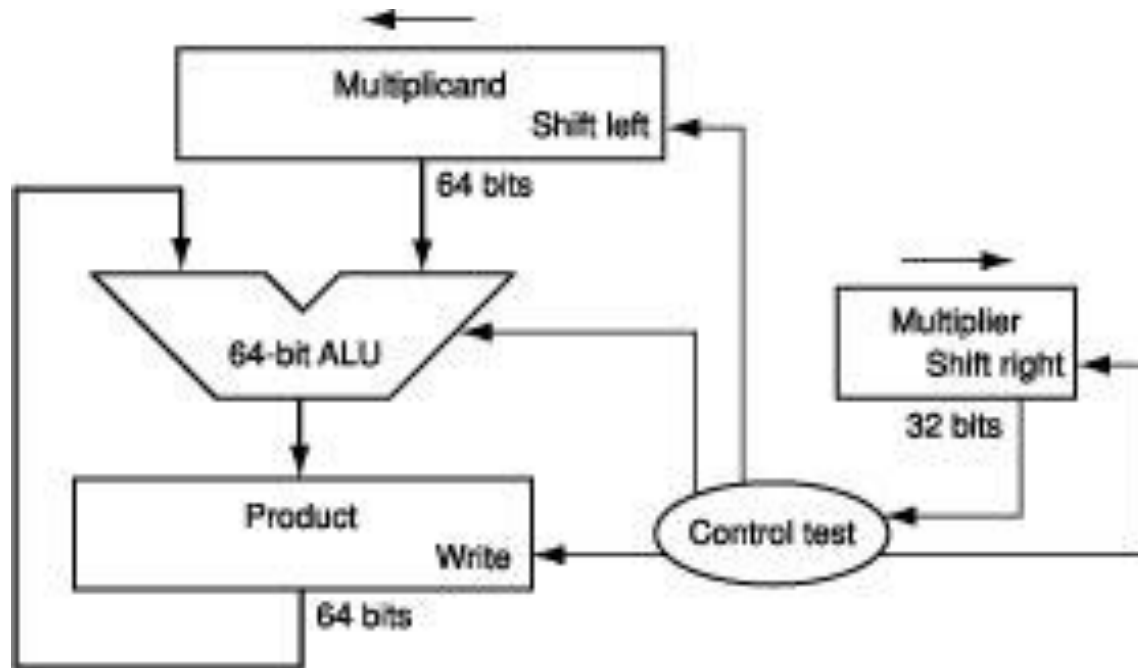 Multiplicand
Shift left
64 bits
64-bit ALU
Multiplier
Shift right
32 bits
Product
Write
Control test
64 bits